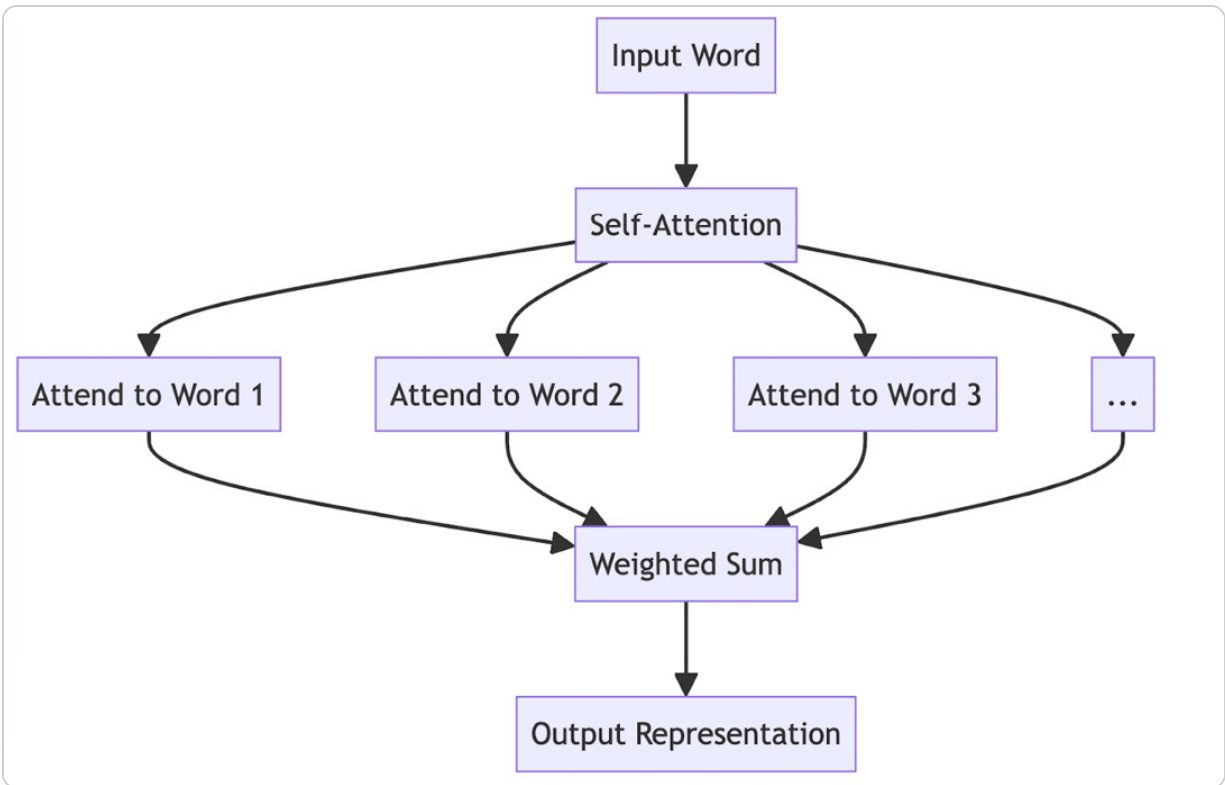 Input Word
Self-Attention
Attend to Word 1
Attend to Word 2
Attend to Word 3
...
Weighted Sum
Output Representation